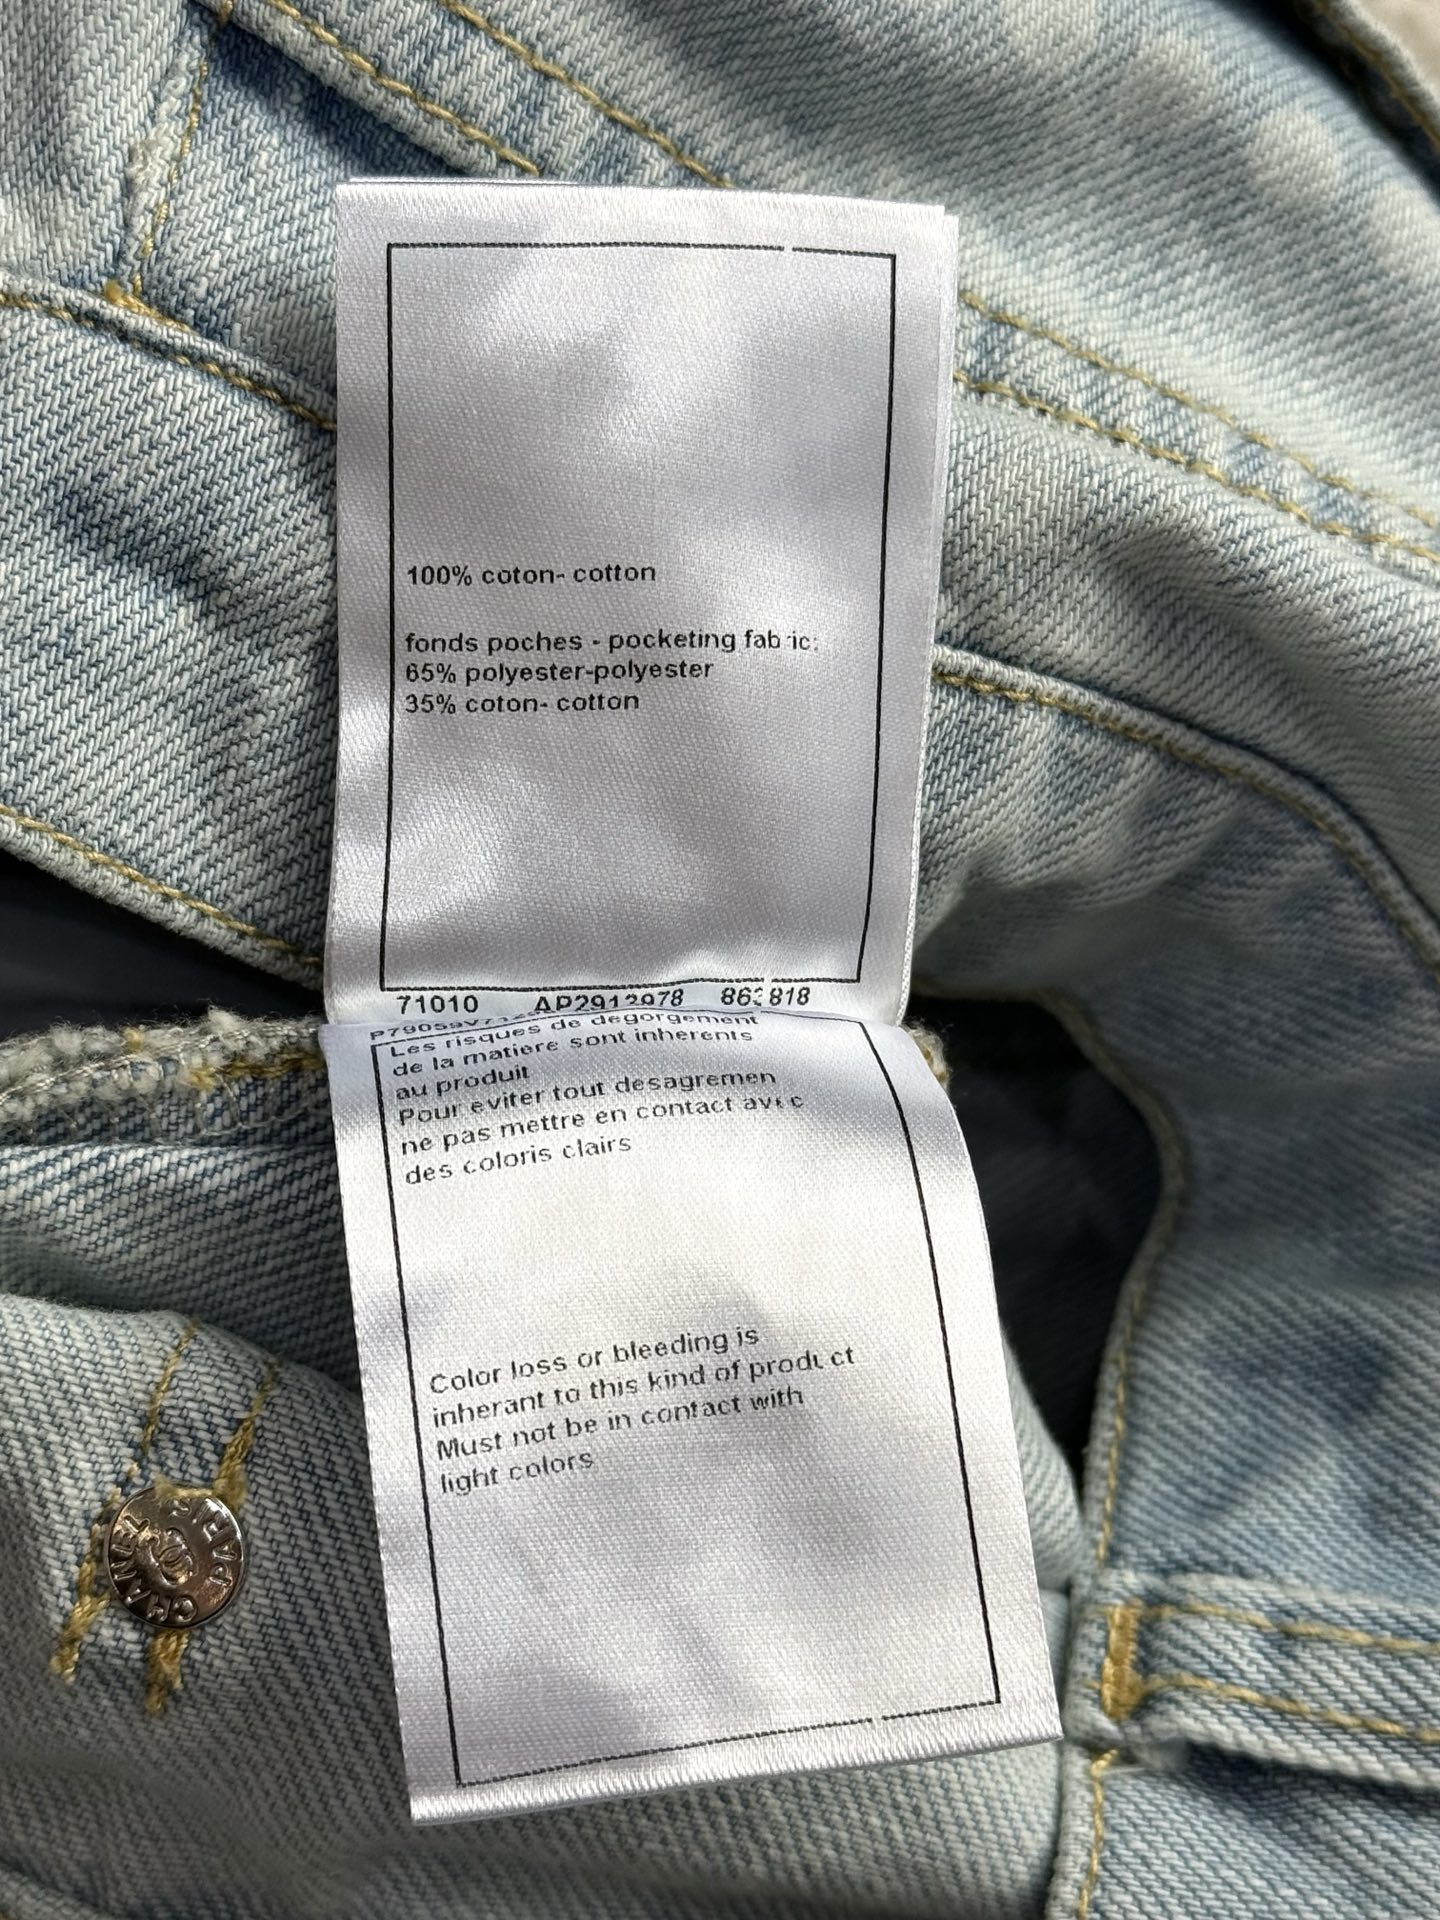 100% coton- cotton
fonds poches - pocketing fabric:
65% polyester-polyester
35% coton- cotton
71010 AP2912978
Les risques de degorgement
de la matiere sont inherents
au produit
Pour eviter tout desagremen
ne pas mettre en contact avec
des coloris clairs
Color loss or bleeding is
inherant to this kind of product
Must not be in contact with
light colors
CHANEL PARIS